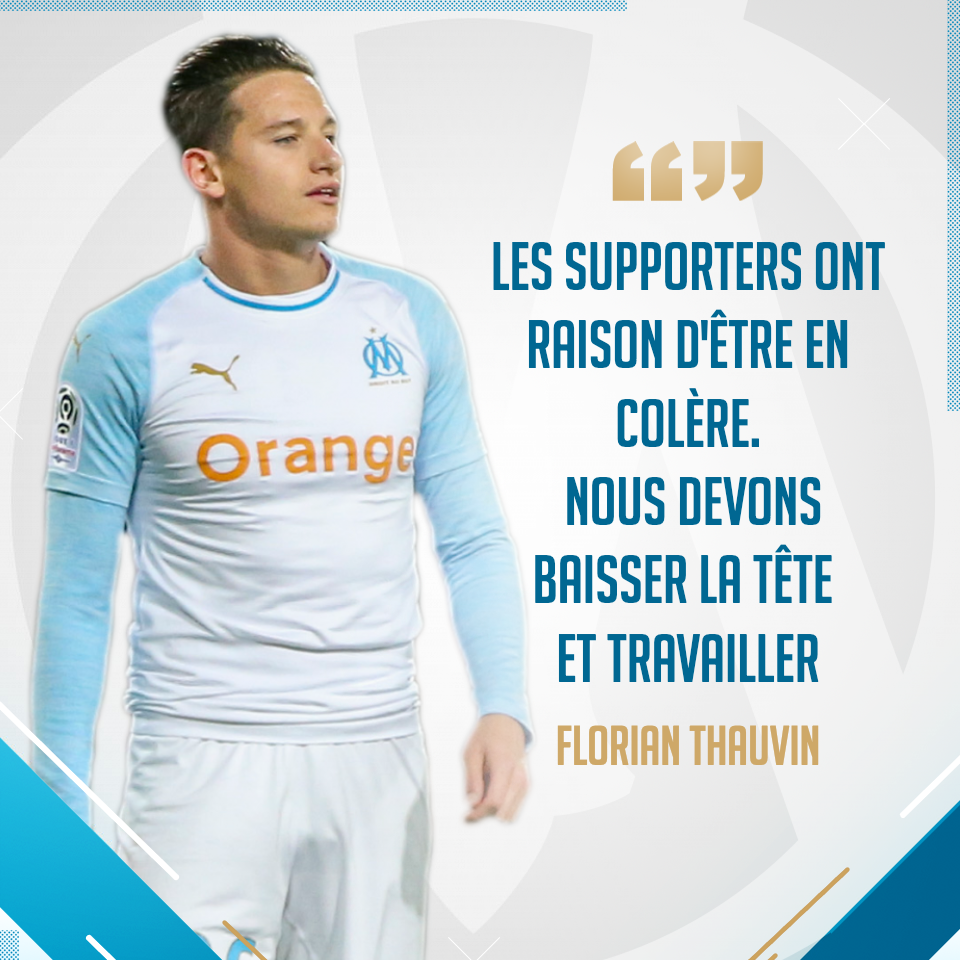 LES SUPPORTERS ONT
RAISON D'ÊTRE EN
COLÈRE.
NOUS DEVONS
BAISSER LA TÊTE
ET TRAVAILLER
FLORIAN THAUVIN
Orange